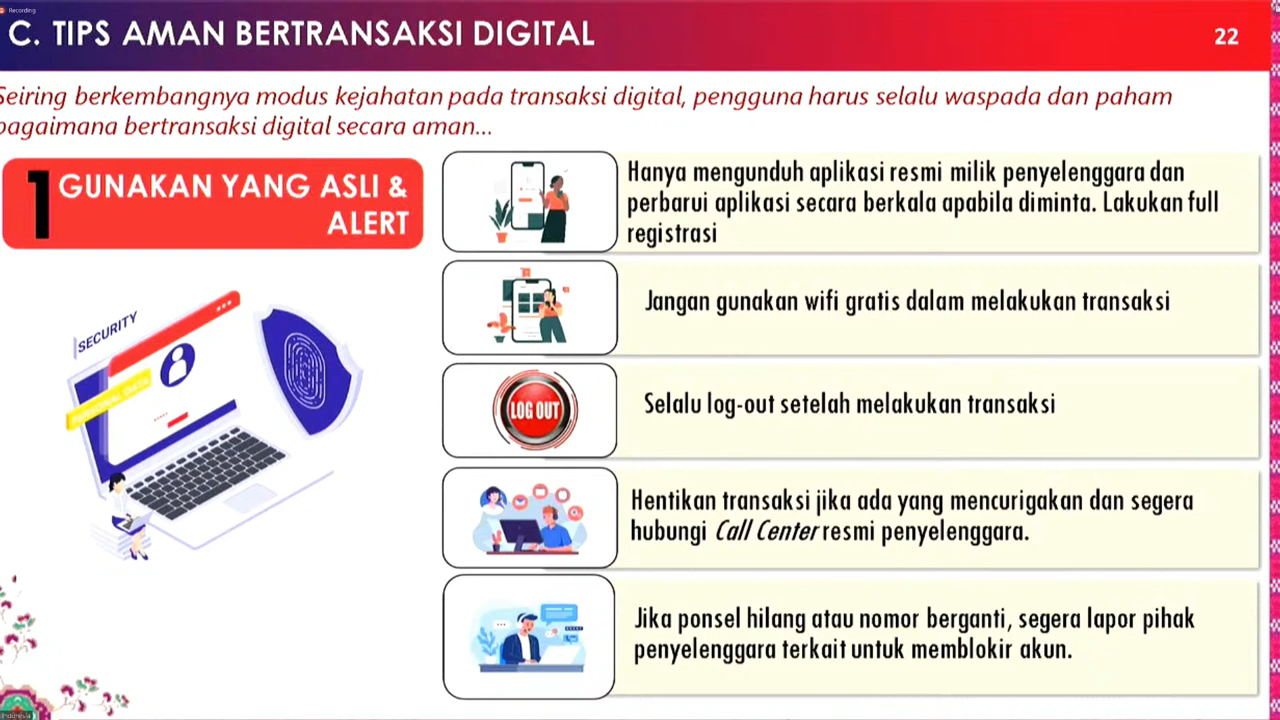 Recording
C. TIPS AMAN BERTRANSAKSI DIGITAL
22
Seiring berkembangnya modus kejahatan pada transaksi digital, pengguna harus selalu waspada dan paham
bagaimana bertransaksi digital secara aman...
1
GUNAKAN YANG ASLI &
ALERT
SECURITY
PERSONAL DATA
Hanya mengunduh aplikasi resmi milik penyelenggara dan
perbarui aplikasi secara berkala apabila diminta. Lakukan full
registrasi
Jangan gunakan wifi gratis dalam melakukan transaksi
LOG OUT
Selalu log-out setelah melakukan transaksi
Hentikan transaksi jika ada yang mencurigakan dan segera
hubungi Call Center resmi penyelenggara.
Jika ponsel hilang atau nomor berganti, segera lapor pihak
penyelenggara terkait untuk memblokir akun.
Indonesia